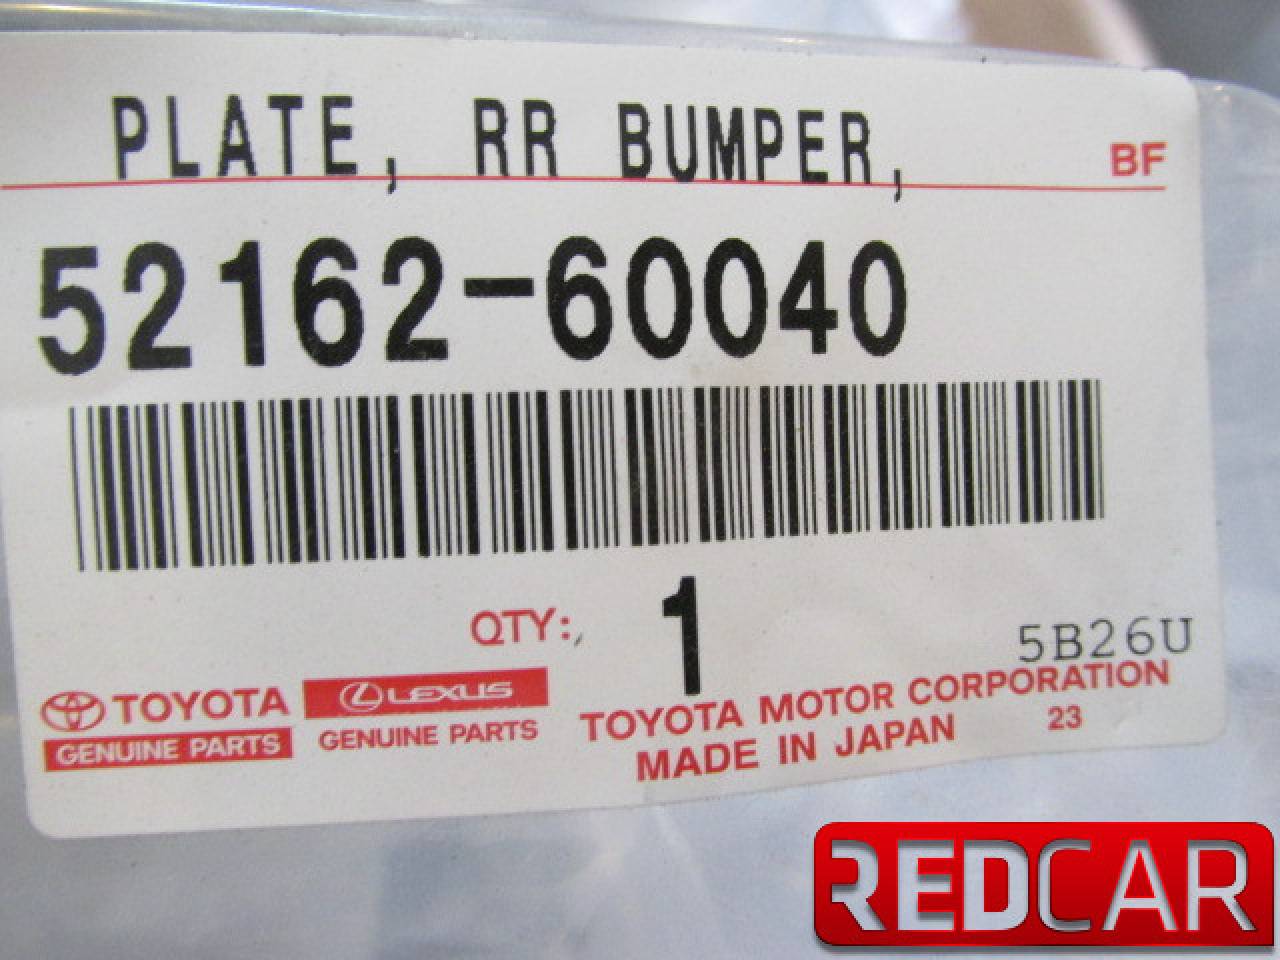 PLATE, RR BUMPER,
BF
52162-60040
QTY: 1
5B26U
TOYOTA
GENUINE PARTS
LEXUS
GENUINE PARTS
TOYOTA MOTOR CORPORATION
MADE IN JAPAN 23
REDCAR